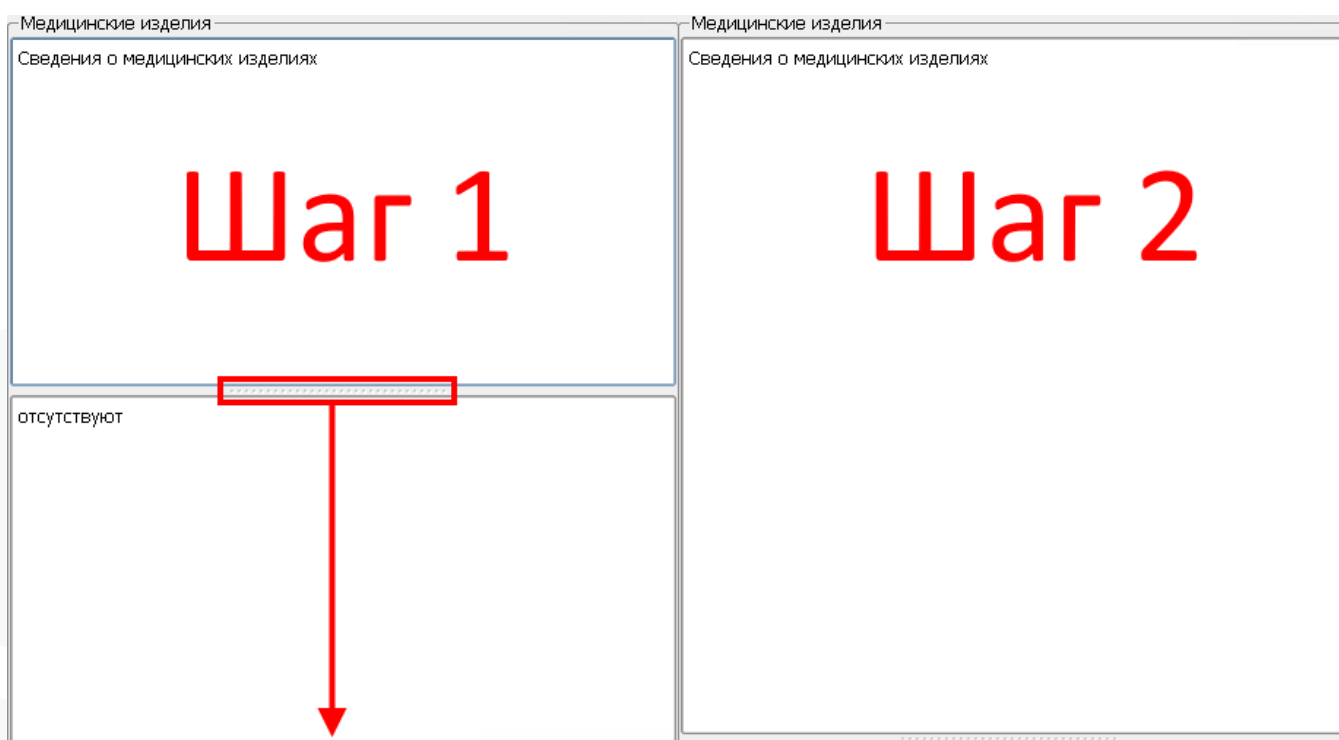 Медицинские изделия
Сведения о медицинских изделиях
Шаг 1
отсутствуют
Медицинские изделия
Сведения о медицинских изделиях
Шаг 2